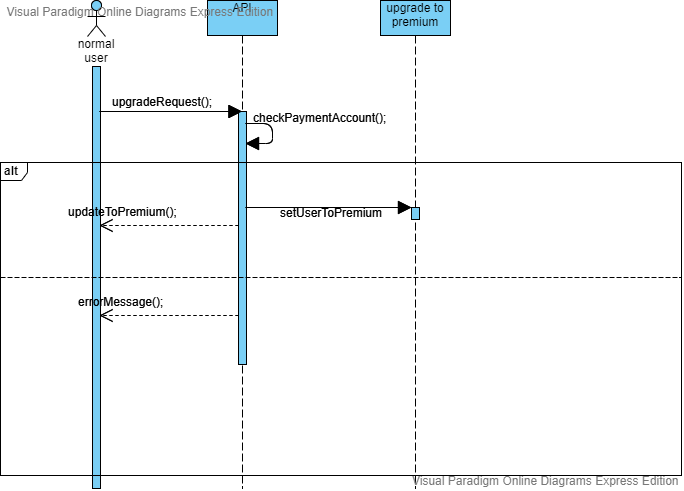 Visual Paradigm Online Diagrams Express Edition
API
upgrade to
premium
normal
user
upgradeRequest();
checkPaymentAccount();
alt
updateToPremium();
setUserToPremium
errorMessage();
Visual Paradigm Online Diagrams Express Edition